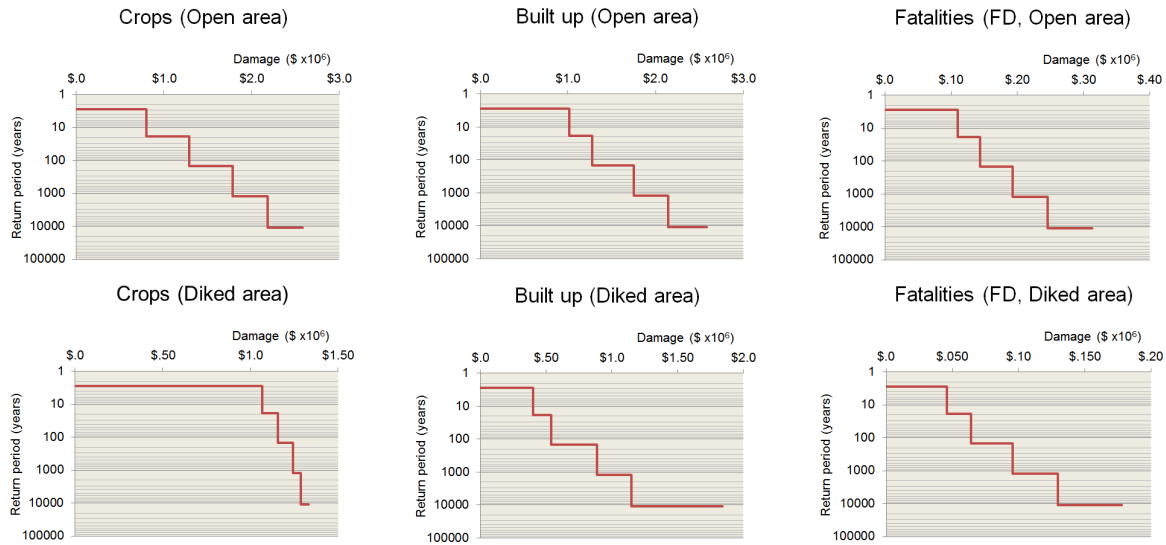 Crops (Open area)
Damage ($ x10⁶)
$.0 $1.0 $2.0 $3.0
Return period (years)
1
10
100
1000
10000
100000
Built up (Open area)
Damage ($ x10⁶)
$.0 $1.0 $2.0 $3.0
Return period (years)
1
10
100
1000
10000
100000
Fatalities (FD, Open area)
Damage ($ x10⁶)
$.0 $.10 $.20 $.30 $.40
Return period (years)
1
10
100
1000
10000
100000
Crops (Diked area)
Damage ($ x10⁶)
$.0 $.50 $1.0 $1.50
Return period (years)
1
10
100
1000
10000
100000
Built up (Diked area)
Damage ($ x10⁶)
$.0 $.50 $1.0 $1.50 $2.0
Return period (years)
1
10
100
1000
10000
100000
Fatalities (FD, Diked area)
Damage ($ x10⁶)
$.0 $.050 $.10 $.150 $.20
Return period (years)
1
10
100
1000
10000
100000